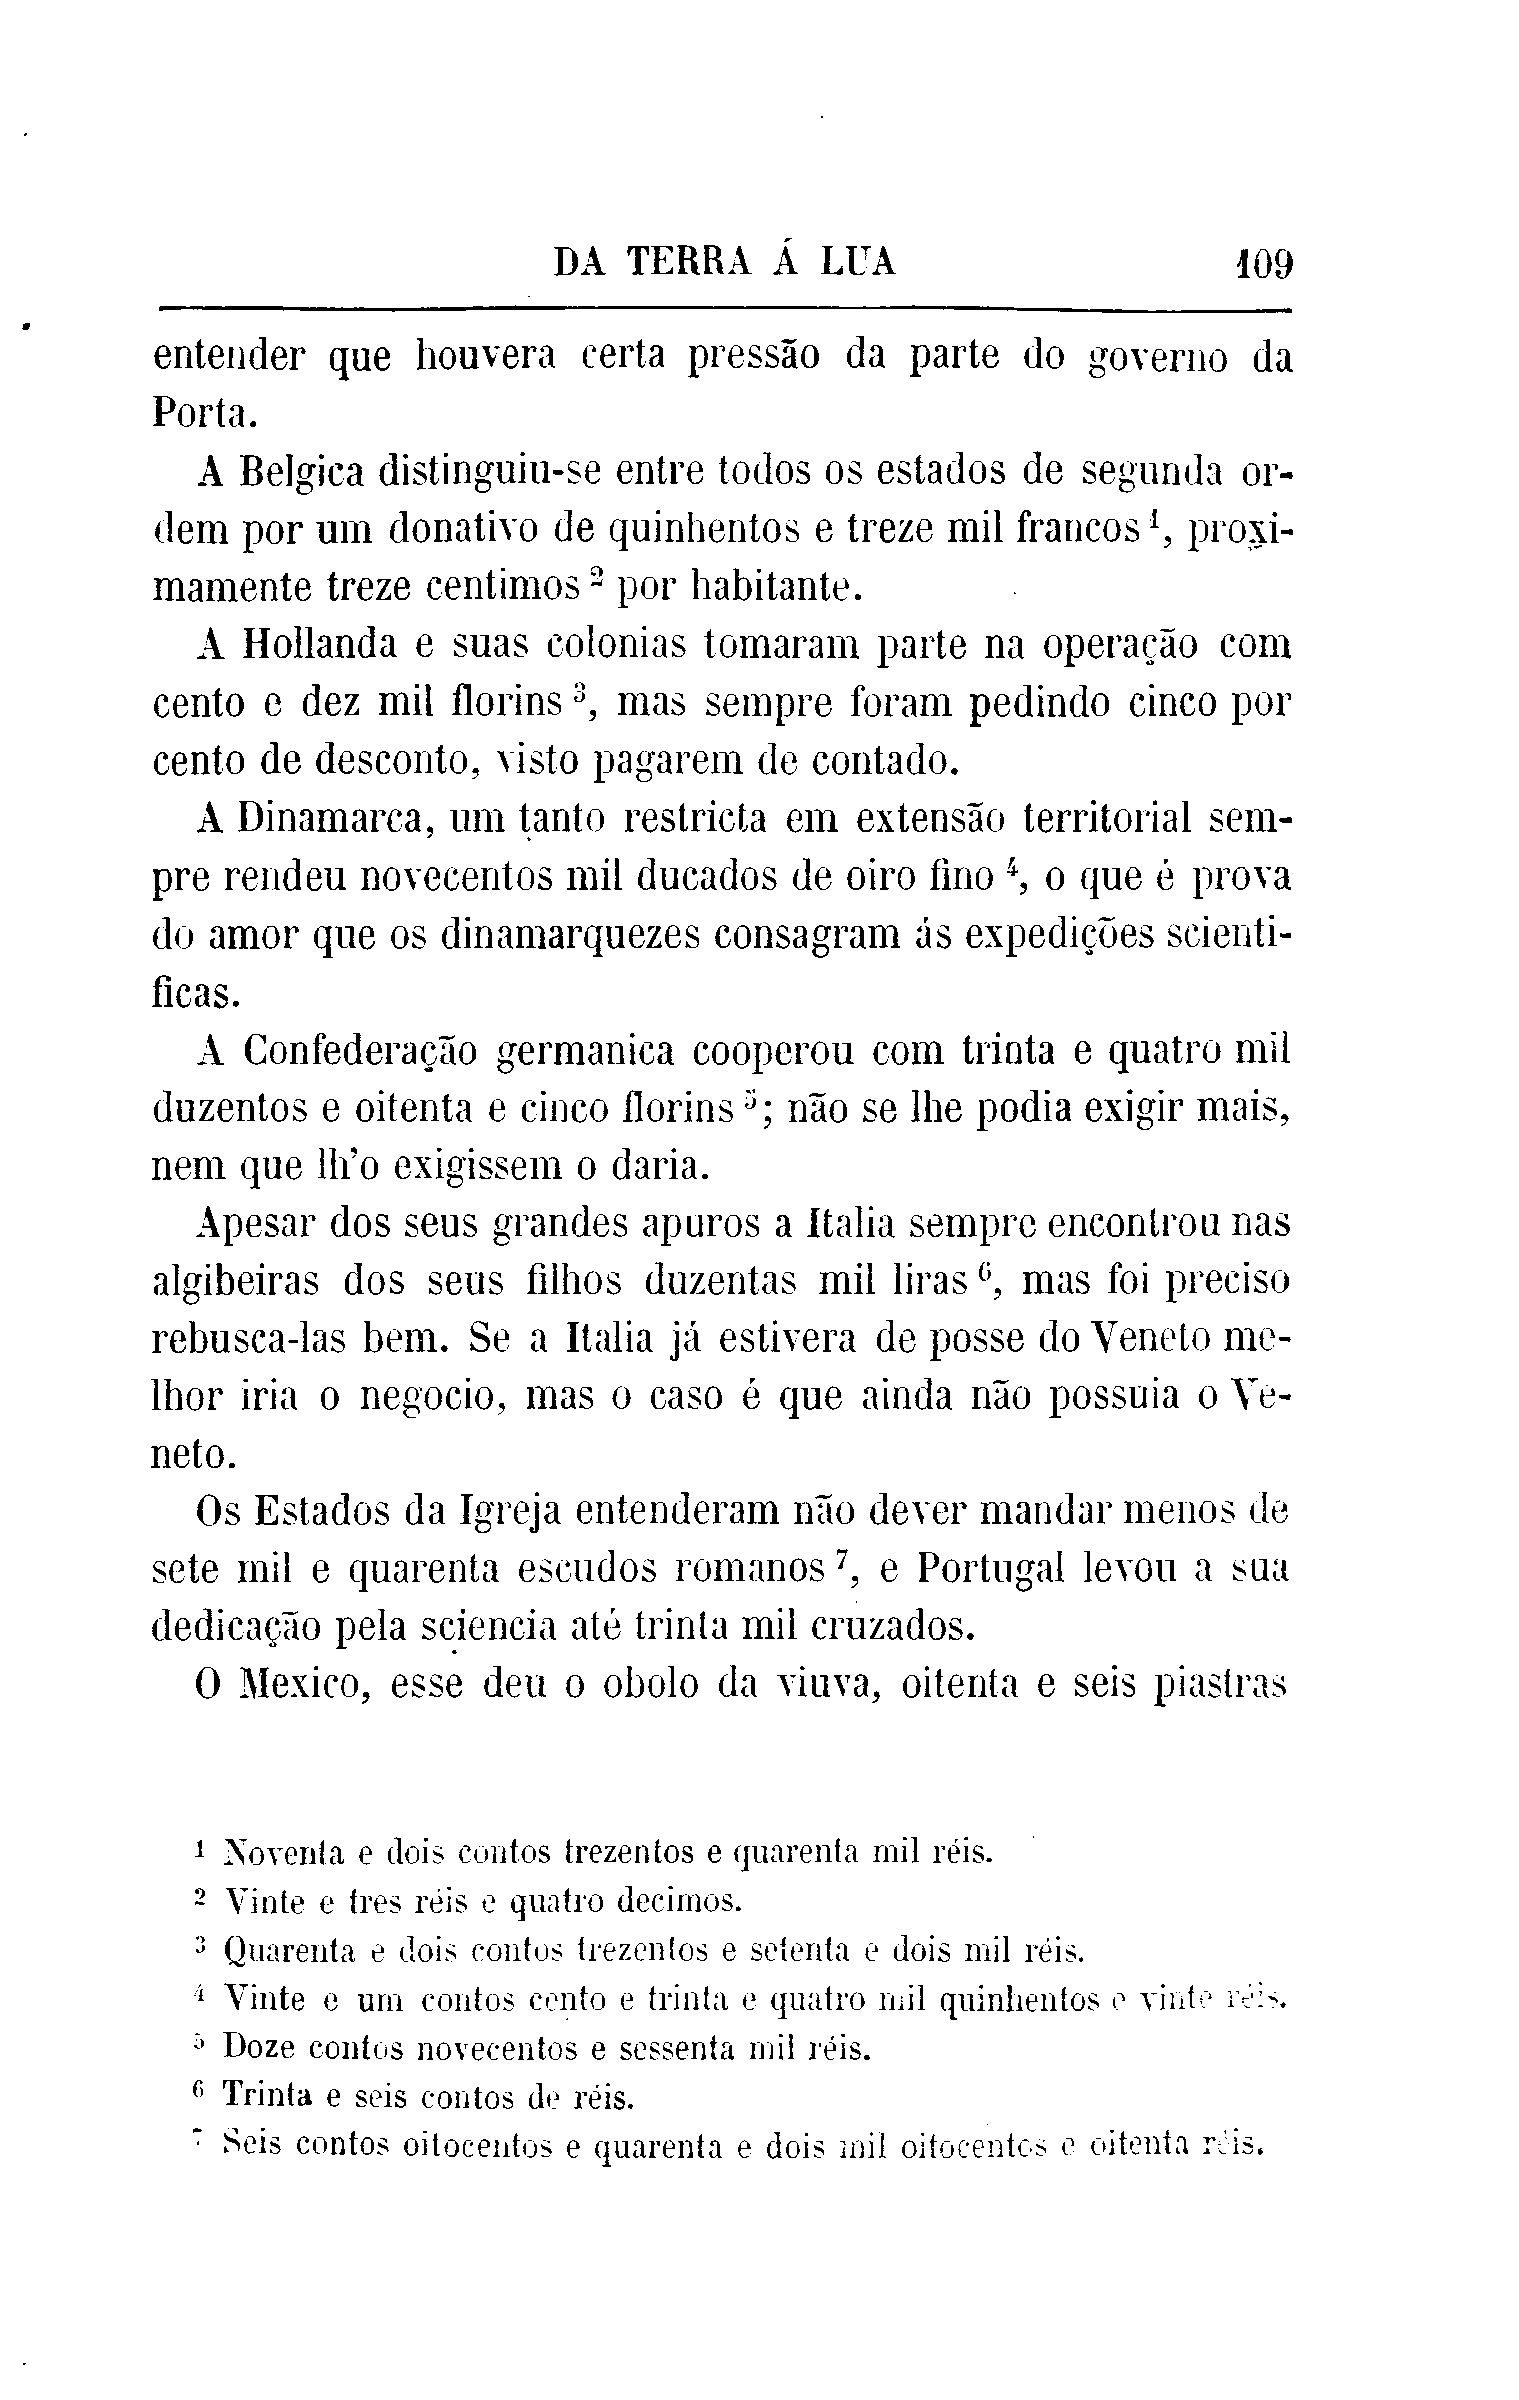 DA TERRA Á LUA 109
entender que houvera certa pressão da parte do governo da
Porta.
A Belgica distinguiu-se entre todos os estados de segunda or-
dem por um donativo de quinhentos e treze mil francos ¹, proxi-
mamente treze centimos ² por habitante.
A Hollanda e suas colonias tomaram parte na operação com
cento e dez mil florins ³, mas sempre foram pedindo cinco por
cento de desconto, visto pagarem de contado.
A Dinamarca, um tanto restricta em extensão territorial sem-
pre rendeu novecentos mil ducados de oiro fino ⁴, o que é prova
do amor que os dinamarquezes consagram ás expedições scienti-
ficas.
A Confederação germanica cooperou com trinta e quatro mil
duzentos e oitenta e cinco florins ⁵; não se lhe podia exigir mais,
nem que lh'o exigissem o daria.
Apesar dos seus grandes apuros a Italia sempre encontrou nas
algibeiras dos seus filhos duzentas mil liras ⁶, mas foi preciso
rebusca-las bem. Se a Italia já estivera de posse do Veneto me-
lhor iria o negocio, mas o caso é que ainda não possuia o Ve-
neto.
Os Estados da Igreja entenderam não dever mandar menos de
sete mil e quarenta escudos romanos ⁷, e Portugal levou a sua
dedicação pela sciencia até trinta mil cruzados.
O Mexico, esse deu o obolo da viuva, oitenta e seis piastras
¹ Noventa e dois contos trezentos e quarenta mil réis.
² Vinte e tres réis e quatro decimos.
³ Quarenta e dois contos trezentos e setenta e dois mil réis.
⁴ Vinte e um contos cento e trinta e quatro mil quinhentos e vinte réis.
⁵ Doze contos novecentos e sessenta mil réis.
⁶ Trinta e seis contos de réis.
⁷ Seis contos oitocentos e quarenta e dois mil oitocentos e oitenta réis.